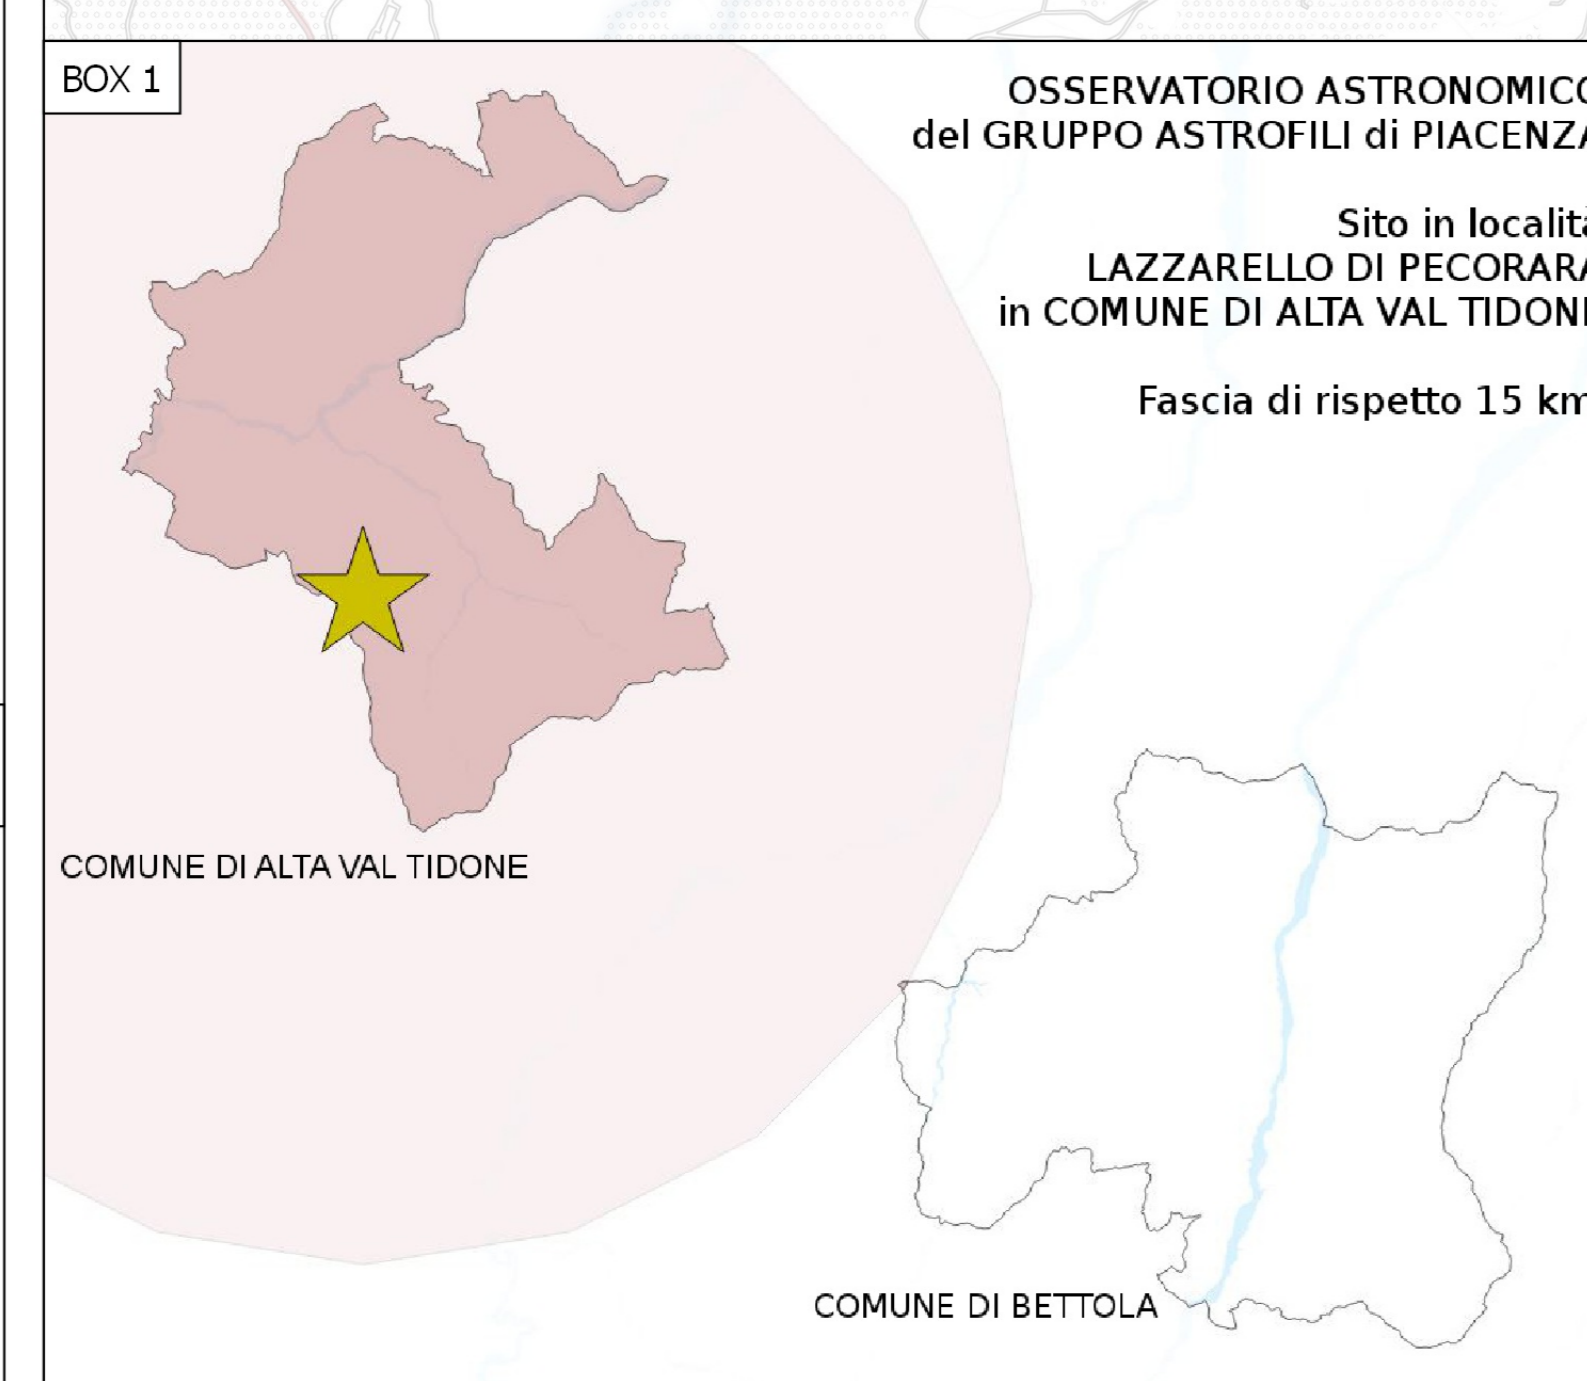 BOX 1
OSSERVATORIO ASTRONOMICO
del GRUPPO ASTROFILI di PIACENZA
Sito in località
LAZZARELLO DI PECORARA
in COMUNE DI ALTA VAL TIDONE
Fascia di rispetto 15 km
COMUNE DI ALTA VAL TIDONE
COMUNE DI BETTOLA